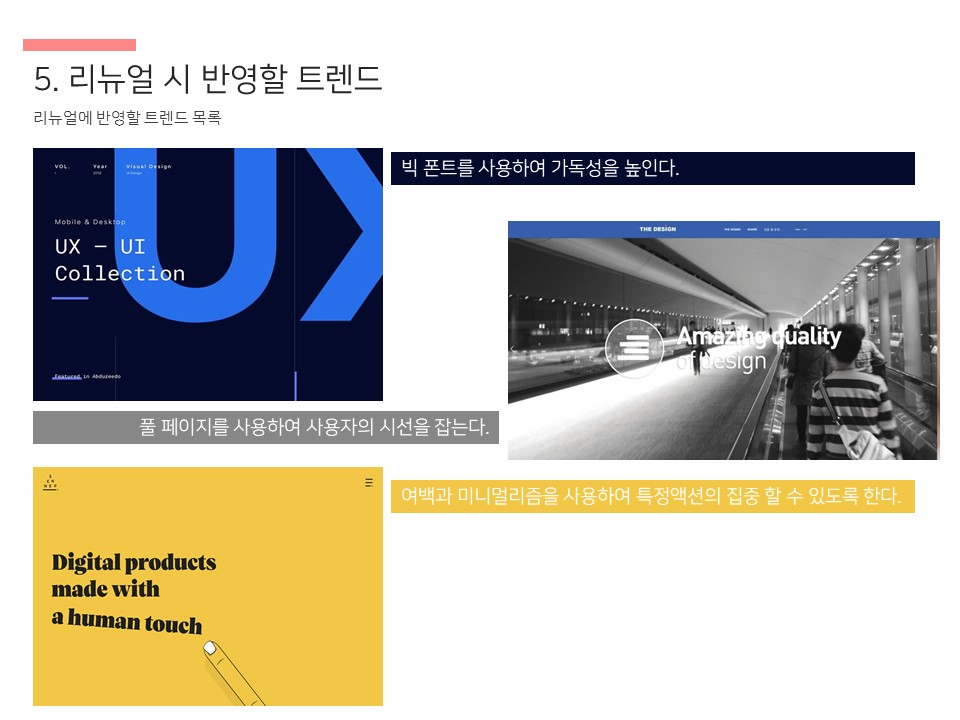 5. 리뉴얼 시 반영할 트렌드
리뉴얼에 반영할 트렌드 목록
VOL. Year Visual Design
Mobile & Desktop
UX – UI
Collection
Featured in Abduzeedo
UX
빅 폰트를 사용하여 가독성을 높인다.
THE DESIGN
Amazing quality
of design
풀 페이지를 사용하여 사용자의 시선을 잡는다.
Digital products
made with
a human touch
여백과 미니멀리즘을 사용하여 특정액션의 집중 할 수 있도록 한다.